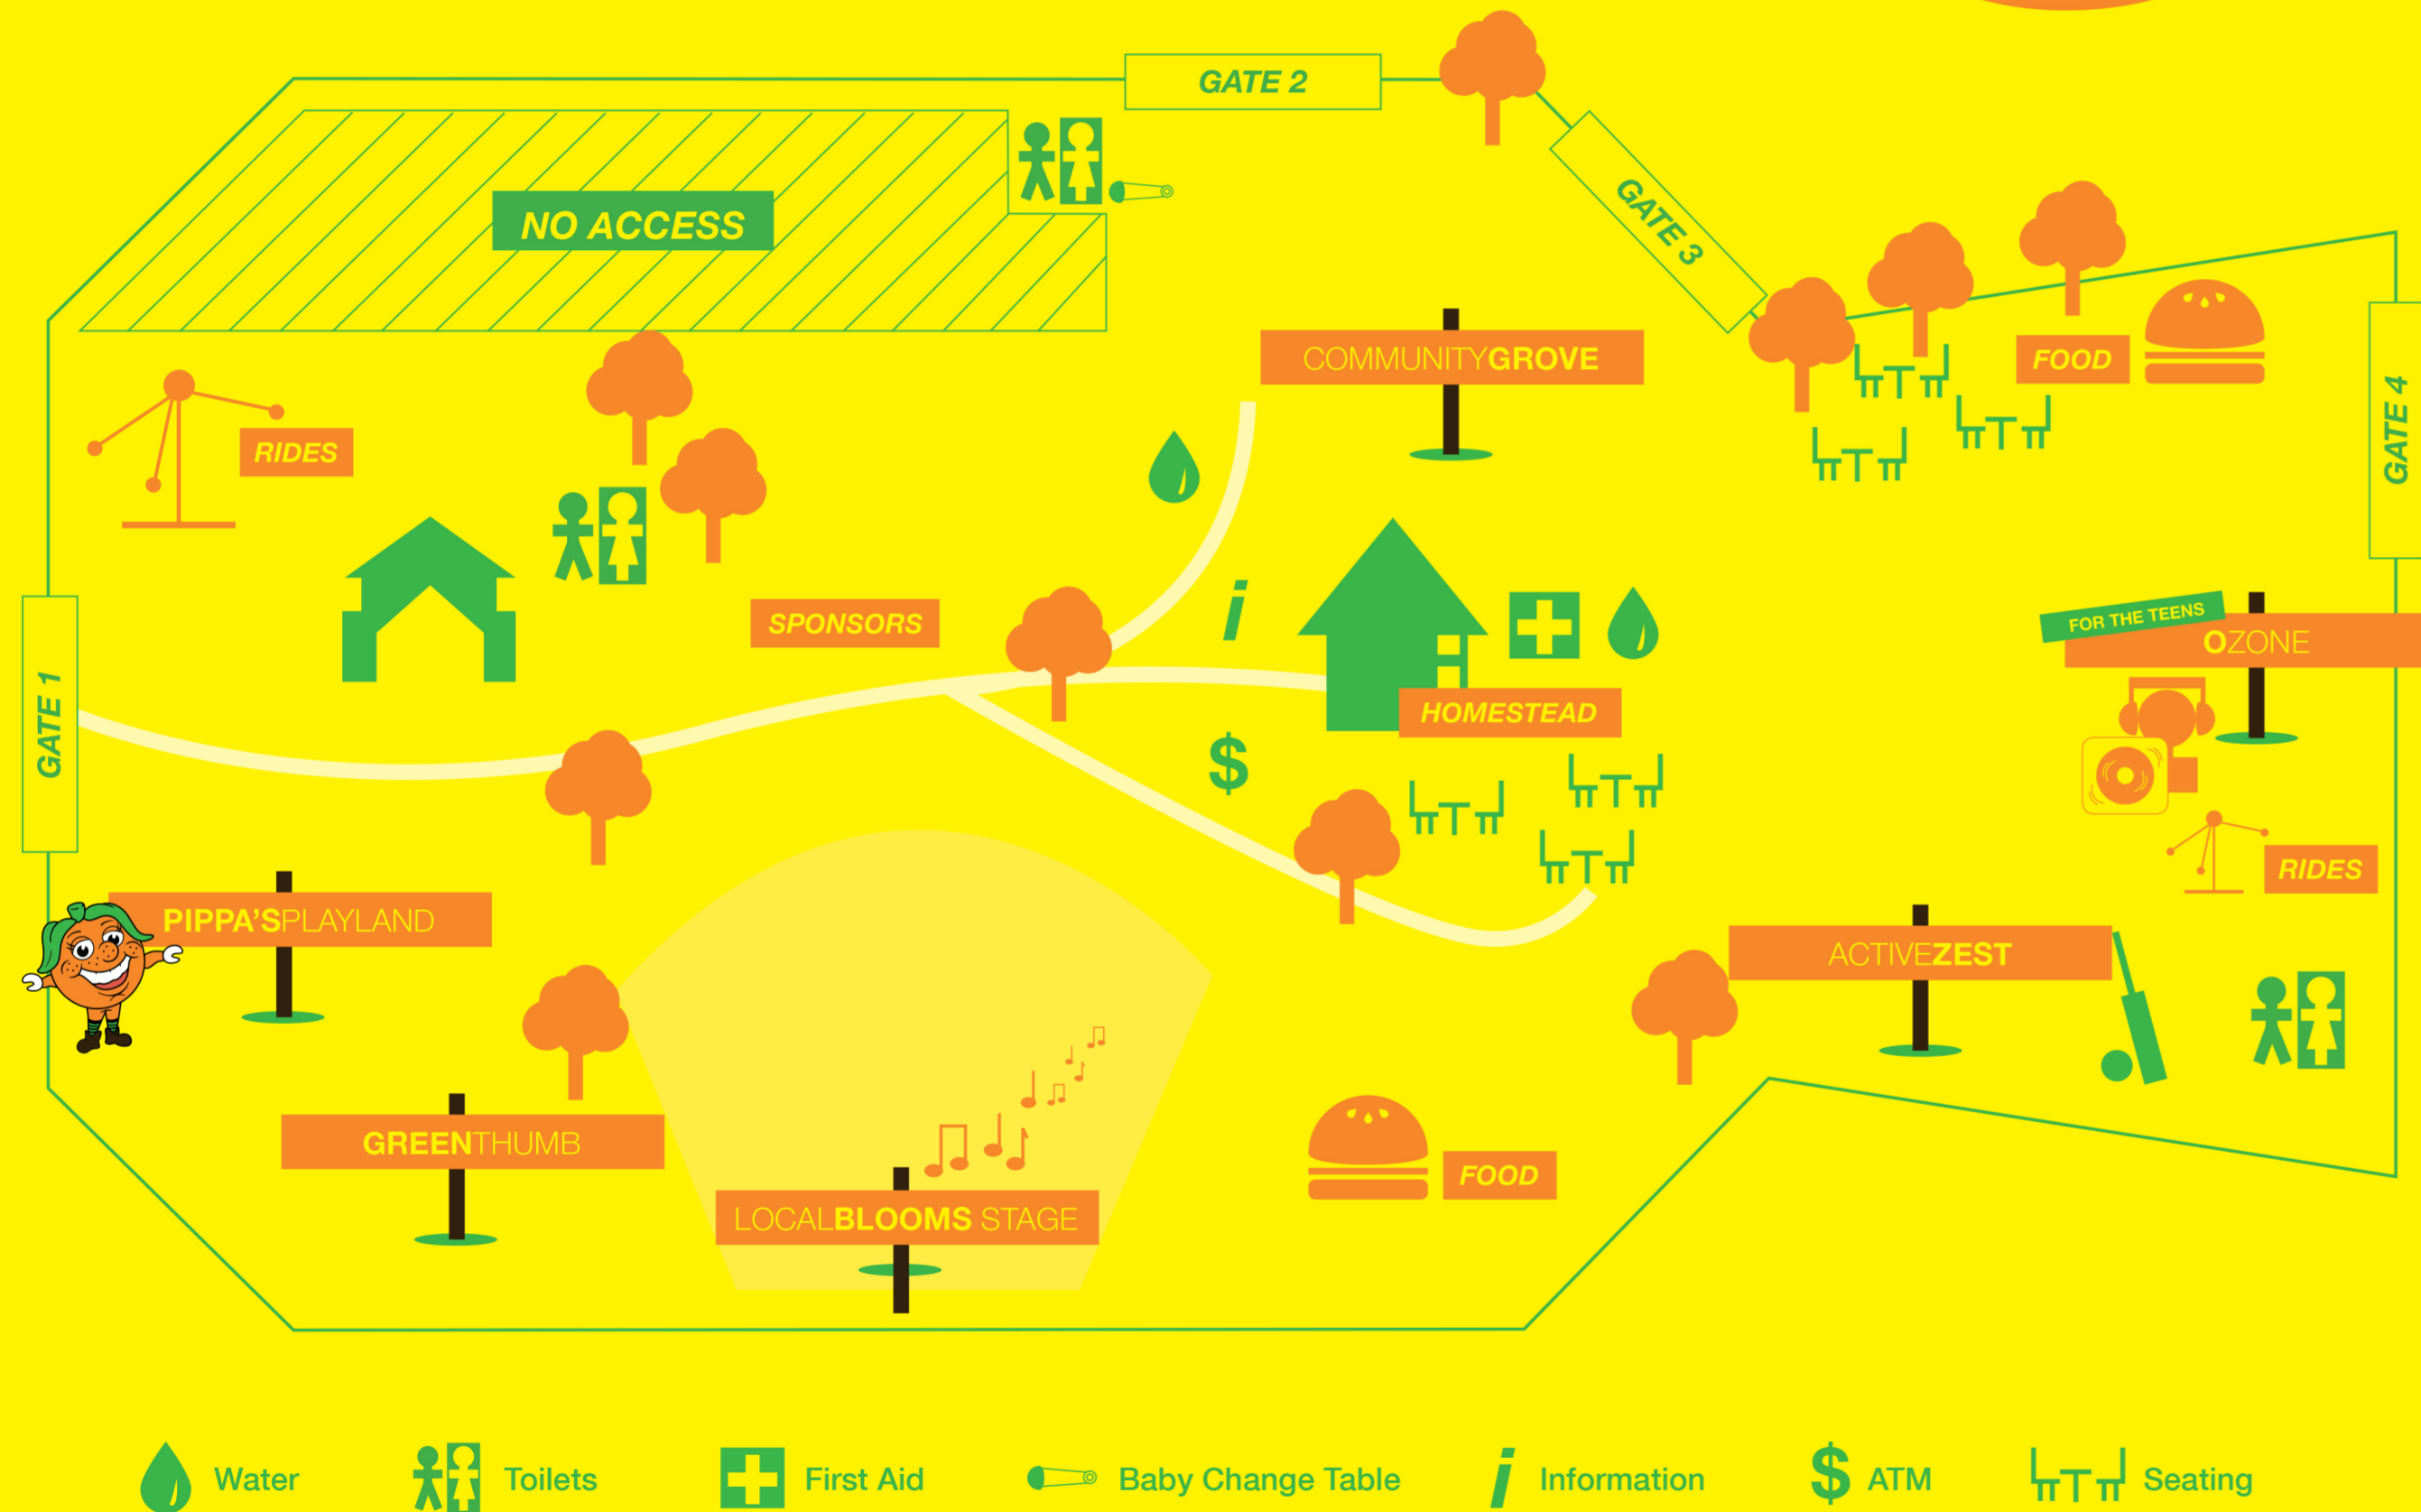 GATE 2
NO ACCESS
GATE 3
COMMUNITYGROVE
FOOD
GATE 4
RIDES
SPONSORS
i
FOR THE TEENS
OZONE
GATE 1
HOMESTEAD
$
RIDES
PIPPA'SPLAYLAND
ACTIVEZEST
GREENTHUMB
FOOD
LOCALBLOOMS STAGE
Water
Toilets
First Aid
Baby Change Table
i Information
$ ATM
Seating